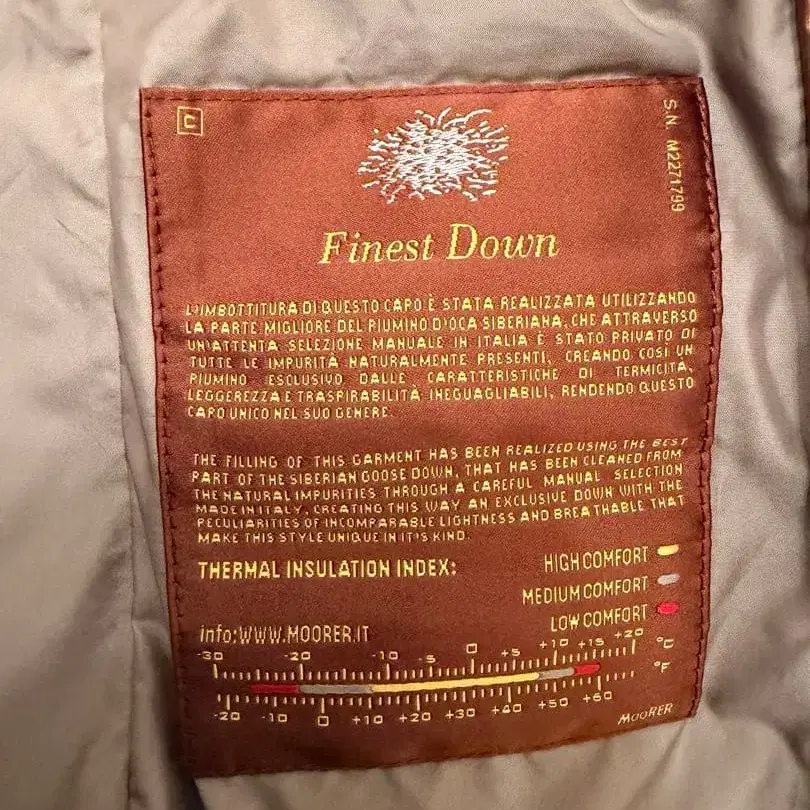 C
S.N. M2271799
Finest Down
L'IMBOTTITURA DI QUESTO CAPO È STATA REALIZZATA UTILIZZANDO
LA PARTE MIGLIORE DEL PIUMINO D'OCA SIBERIANA, CHE ATTRAVERSO
UN'ATTENTA SELEZIONE MANUALE IN ITALIA È STATO PRIVATO DI
TUTTE LE IMPURITÀ NATURALMENTE PRESENTI, CREANDO COSÌ UN
PIUMINO ESCLUSIVO DALLE CARATTERISTICHE DI TERMICITÀ,
LEGGEREZZA E TRASPIRABILITÀ INEGUAGLIABILI, RENDENDO QUESTO
CAPO UNICO NEL SUO GENERE.
THE FILLING OF THIS GARMENT HAS BEEN REALIZED USING THE BEST
PART OF THE SIBERIAN GOOSE DOWN, THAT HAS BEEN CLEANED FROM
THE NATURAL IMPURITIES THROUGH A CAREFUL MANUAL SELECTION
MADE IN ITALY, CREATING THIS WAY AN EXCLUSIVE DOWN WITH THE
PECULIARITIES OF INCOMPARABLE LIGHTNESS AND BREATHABLE THAT
MAKE THIS STYLE UNIQUE IN IT'S KIND.
THERMAL INSULATION INDEX:
HIGH COMFORT
MEDIUM COMFORT
LOW COMFORT
info:WWW.MOORER.IT
-30 -20 -10 -5 0 +5 +10 +15 +20 °C
°F
-20 -10 0 +10 +20 +30 +40 +50 +60
MOORER